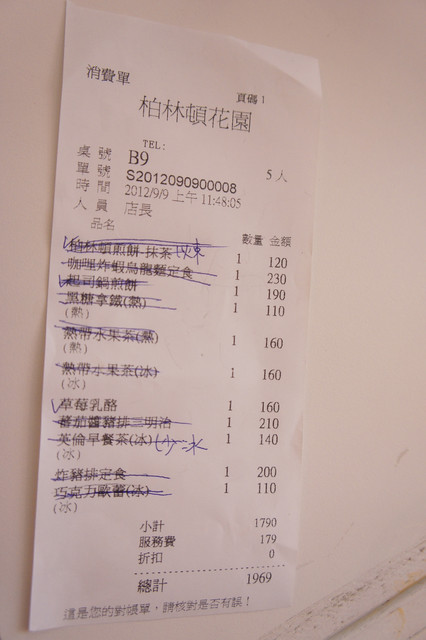 消費單
頁碼 1
柏林頓花園
TEL:
桌號 B9 5人
單號 S2012090900008
時間 2012/9/9 上午 11:48:05
人員 店長
品名 數量 金額
柏林頓煎餅-抹茶 1 120
咖哩炸蝦烏龍麵定食 1 230
起司鍋煎餅 1 190
黑糖拿鐵(熱) 1 110
(熱)
熱帶水果茶(熱) 1 160
(熱)
熱帶水果茶(冰) 1 160
(冰)
草莓乳酪 1 160
蕃茄醬豬排三明治 1 210
英倫早餐茶(冰) 少冰 1 140
(冰)
炸豬排定食 1 200
巧克力歐蕾(冰) 1 110
(冰)
小計 1790
服務費 179
折扣 0
總計 1969
這是您的對帳單，請核對是否有誤！